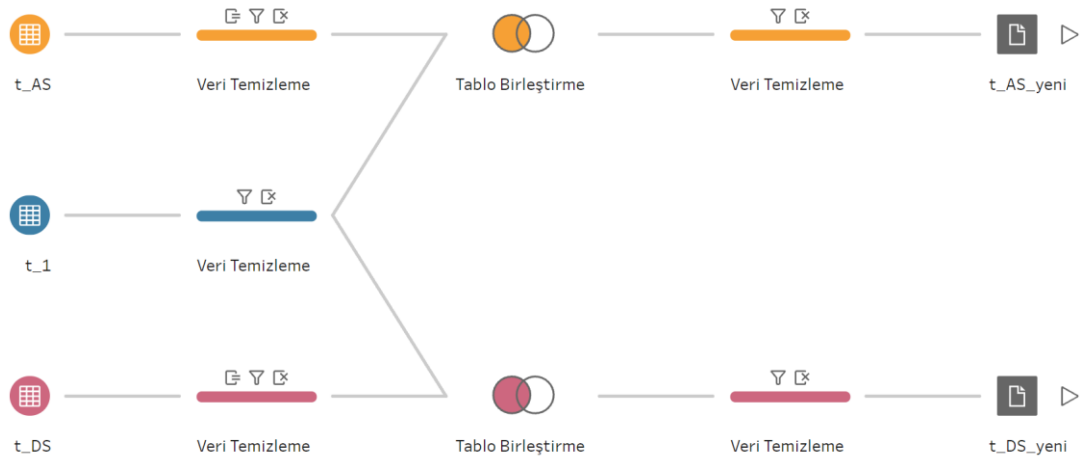 t_AS
Veri Temizleme
Tablo Birleştirme
Veri Temizleme
t_AS_yeni
t_1
Veri Temizleme
t_DS
Veri Temizleme
Tablo Birleştirme
Veri Temizleme
t_DS_yeni